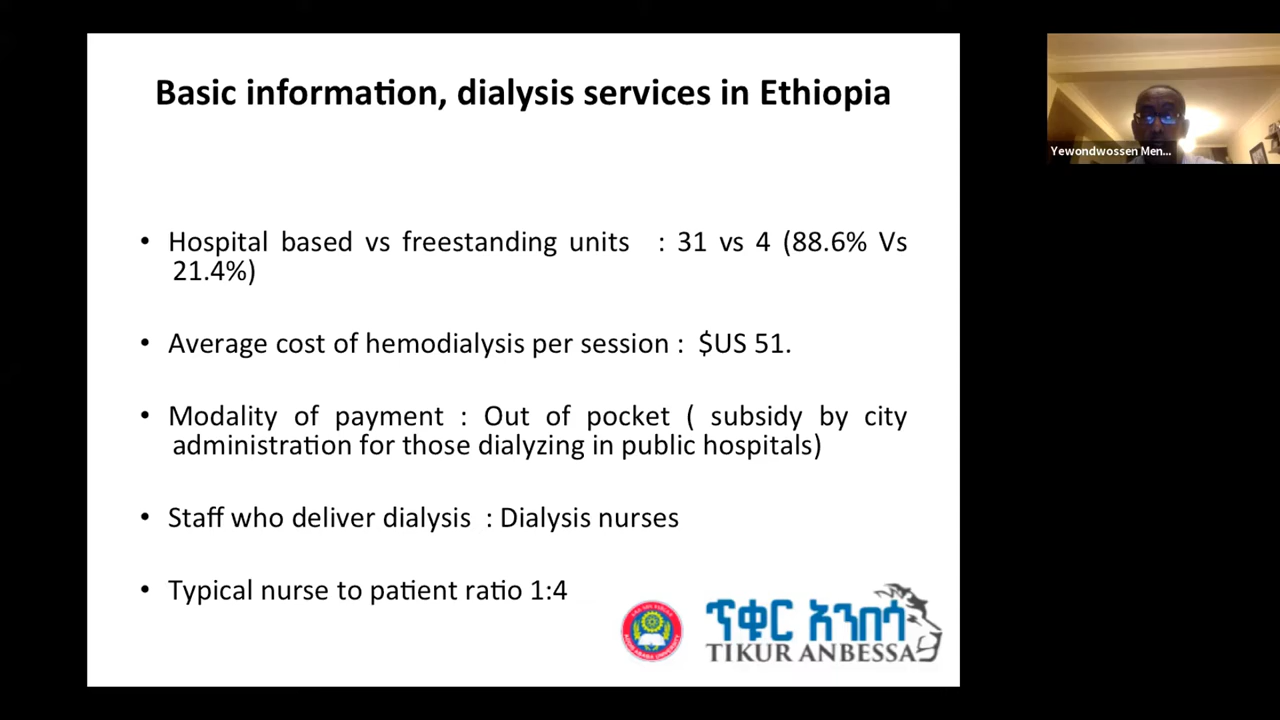 Basic information, dialysis services in Ethiopia
Yewondwossen Men...
• Hospital based vs freestanding units : 31 vs 4 (88.6% Vs
21.4%)
• Average cost of hemodialysis per session : $US 51.
• Modality of payment : Out of pocket ( subsidy by city
administration for those dialyzing in public hospitals)
• Staff who deliver dialysis : Dialysis nurses
• Typical nurse to patient ratio 1:4
ጥቁር አንበሳ
TIKUR ANBESSA
ADDIS ABABA UNIVERSITY